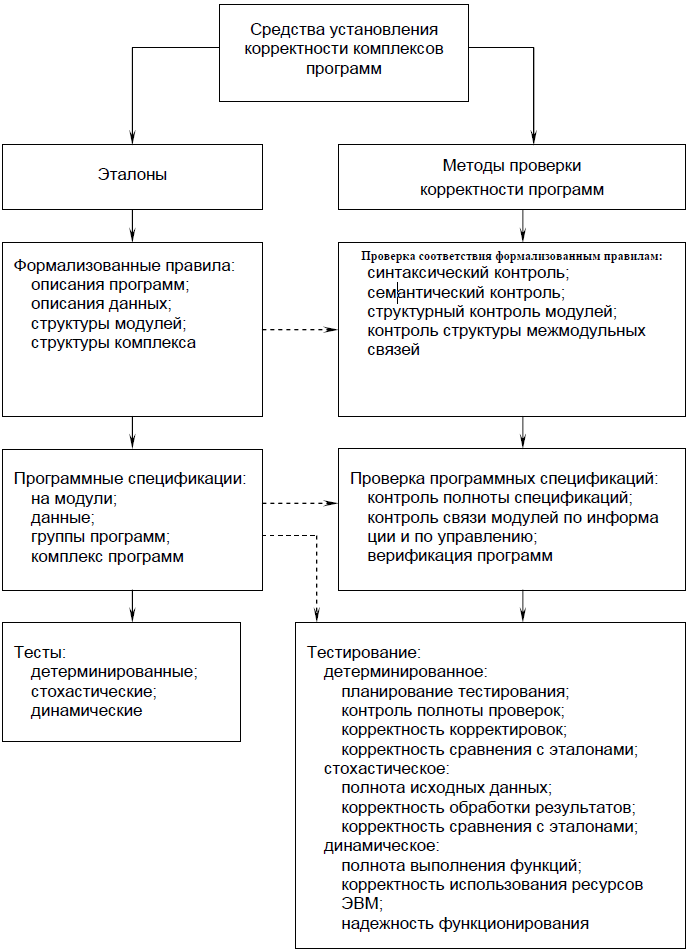 Средства установления
корректности комплексов
программ
Эталоны
Методы проверки
корректности программ
Формализованные правила:
описания программ;
описания данных;
структуры модулей;
структуры комплекса
Проверка соответствия формализованным правилам:
синтаксический контроль;
семантический контроль;
структурный контроль модулей;
контроль структуры межмодульных
связей
Программные спецификации:
на модули;
данные;
группы программ;
комплекс программ
Проверка программных спецификаций:
контроль полноты спецификаций;
контроль связи модулей по информа
ции и по управлению;
верификация программ
Тесты:
детерминированные;
стохастические;
динамические
Тестирование:
детерминированное:
планирование тестирования;
контроль полноты проверок;
корректность корректировок;
корректность сравнения с эталонами;
стохастическое:
полнота исходных данных;
корректность обработки результатов;
корректность сравнения с эталонами;
динамическое:
полнота выполнения функций;
корректность использования ресурсов
ЭВМ;
надежность функционирования